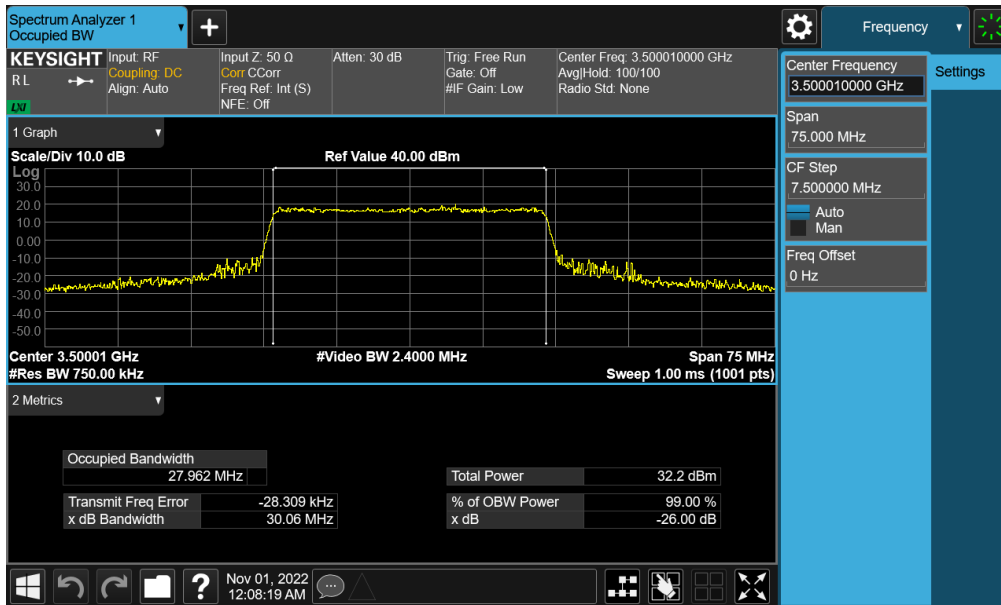 Spectrum Analyzer 1
Occupied BW
Frequency
KEYSIGHT
R L
LXI
Input: RF
Coupling: DC
Align: Auto
Input Z: 50 Ω
Corr CCorr
Freq Ref: Int (S)
NFE: Off
Atten: 30 dB
Trig: Free Run
Gate: Off
#IF Gain: Low
Center Freq: 3.500010000 GHz
Avg|Hold: 100/100
Radio Std: None
Center Frequency
3.500010000 GHz
Settings
Span
75.000 MHz
CF Step
7.500000 MHz
Auto
Man
Freq Offset
0 Hz
1 Graph
Scale/Div 10.0 dB
Ref Value 40.00 dBm
Log
30.0
20.0
10.0
0.00
-10.0
-20.0
-30.0
-40.0
-50.0
Center 3.50001 GHz
#Video BW 2.4000 MHz
Span 75 MHz
#Res BW 750.00 kHz
Sweep 1.00 ms (1001 pts)
2 Metrics
Occupied Bandwidth
27.962 MHz
Total Power 32.2 dBm
Transmit Freq Error -28.309 kHz
% of OBW Power 99.00 %
x dB Bandwidth 30.06 MHz
x dB -26.00 dB
?
Nov 01, 2022
12:08:19 AM